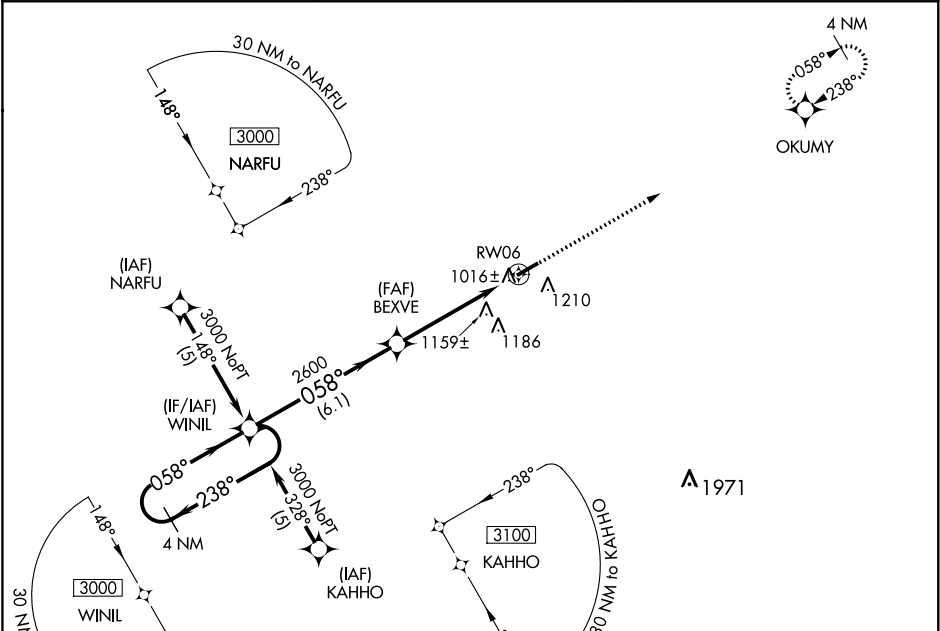 4 NM
058°
238°
OKUMY
30 NM to NARFU
148°
3000
NARFU
238°
(IAF)
NARFU
3000 NoPT
148°
(5)
(FAF)
BEXVE
RW06
1016±
1210
1159±
1186
2600
058°
(6.1)
(IF/IAF)
WINIL
058°
238°
4 NM
3000 NoPT
328°
(5)
(IAF)
KAHHO
238°
3100
KAHHO
30 NM to KAHHO
1971
148°
3000
WINIL
30